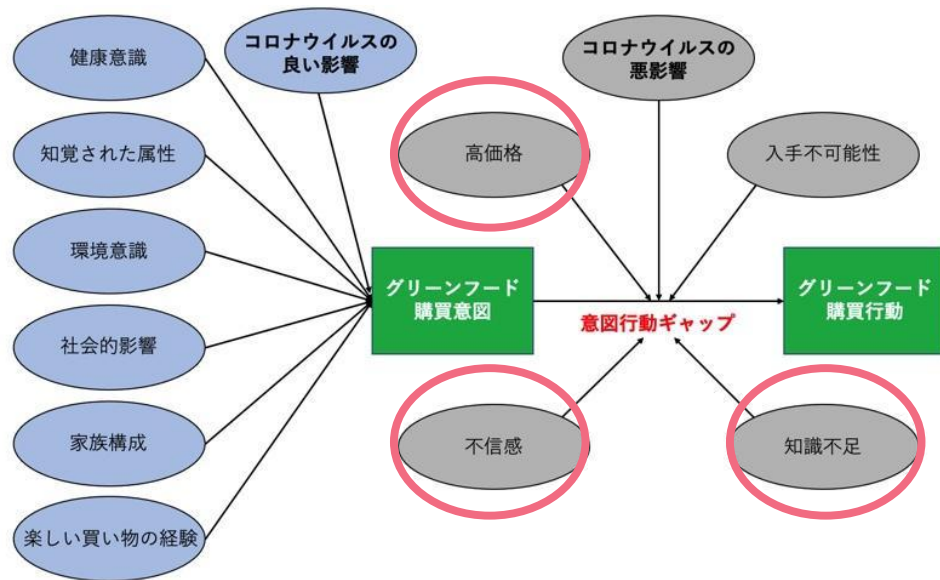 健康意識
コロナウイルスの
良い影響
コロナウイルスの
悪影響
知覚された属性
高価格
入手不可能性
環境意識
グリーンフード
購買意図
意図行動ギャップ
グリーンフード
購買行動
社会的影響
家族構成
不信感
知識不足
楽しい買い物の経験